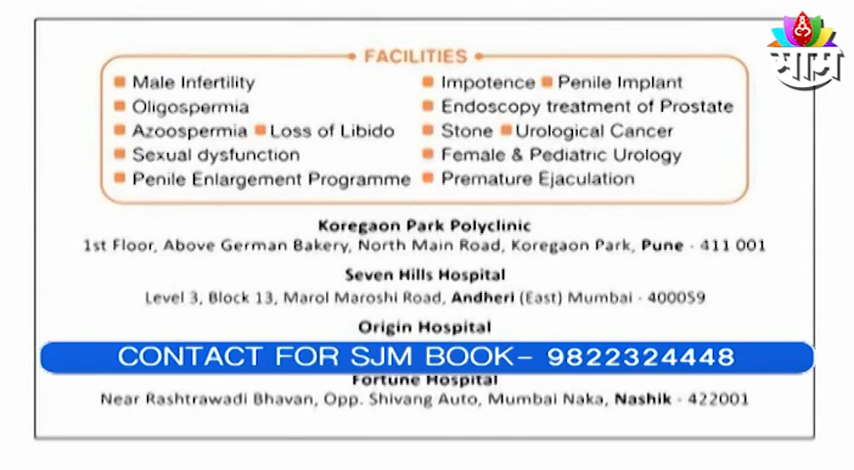 साम
FACILITIES
Male Infertility
Oligospermia
Azoospermia Loss of Libido
Sexual dysfunction
Penile Enlargement Programme
Impotence Penile Implant
Endoscopy treatment of Prostate
Stone Urological Cancer
Female & Pediatric Urology
Premature Ejaculation
Koregaon Park Polyclinic
1st Floor, Above German Bakery, North Main Road, Koregaon Park, Pune - 411 001
Seven Hills Hospital
Level 3, Block 13, Marol Maroshi Road, Andheri (East) Mumbai - 400059
Origin Hospital
CONTACT FOR SJM BOOK– 9822324448
Fortune Hospital
Near Rashtrawadi Bhavan, Opp. Shivang Auto, Mumbai Naka, Nashik - 422001